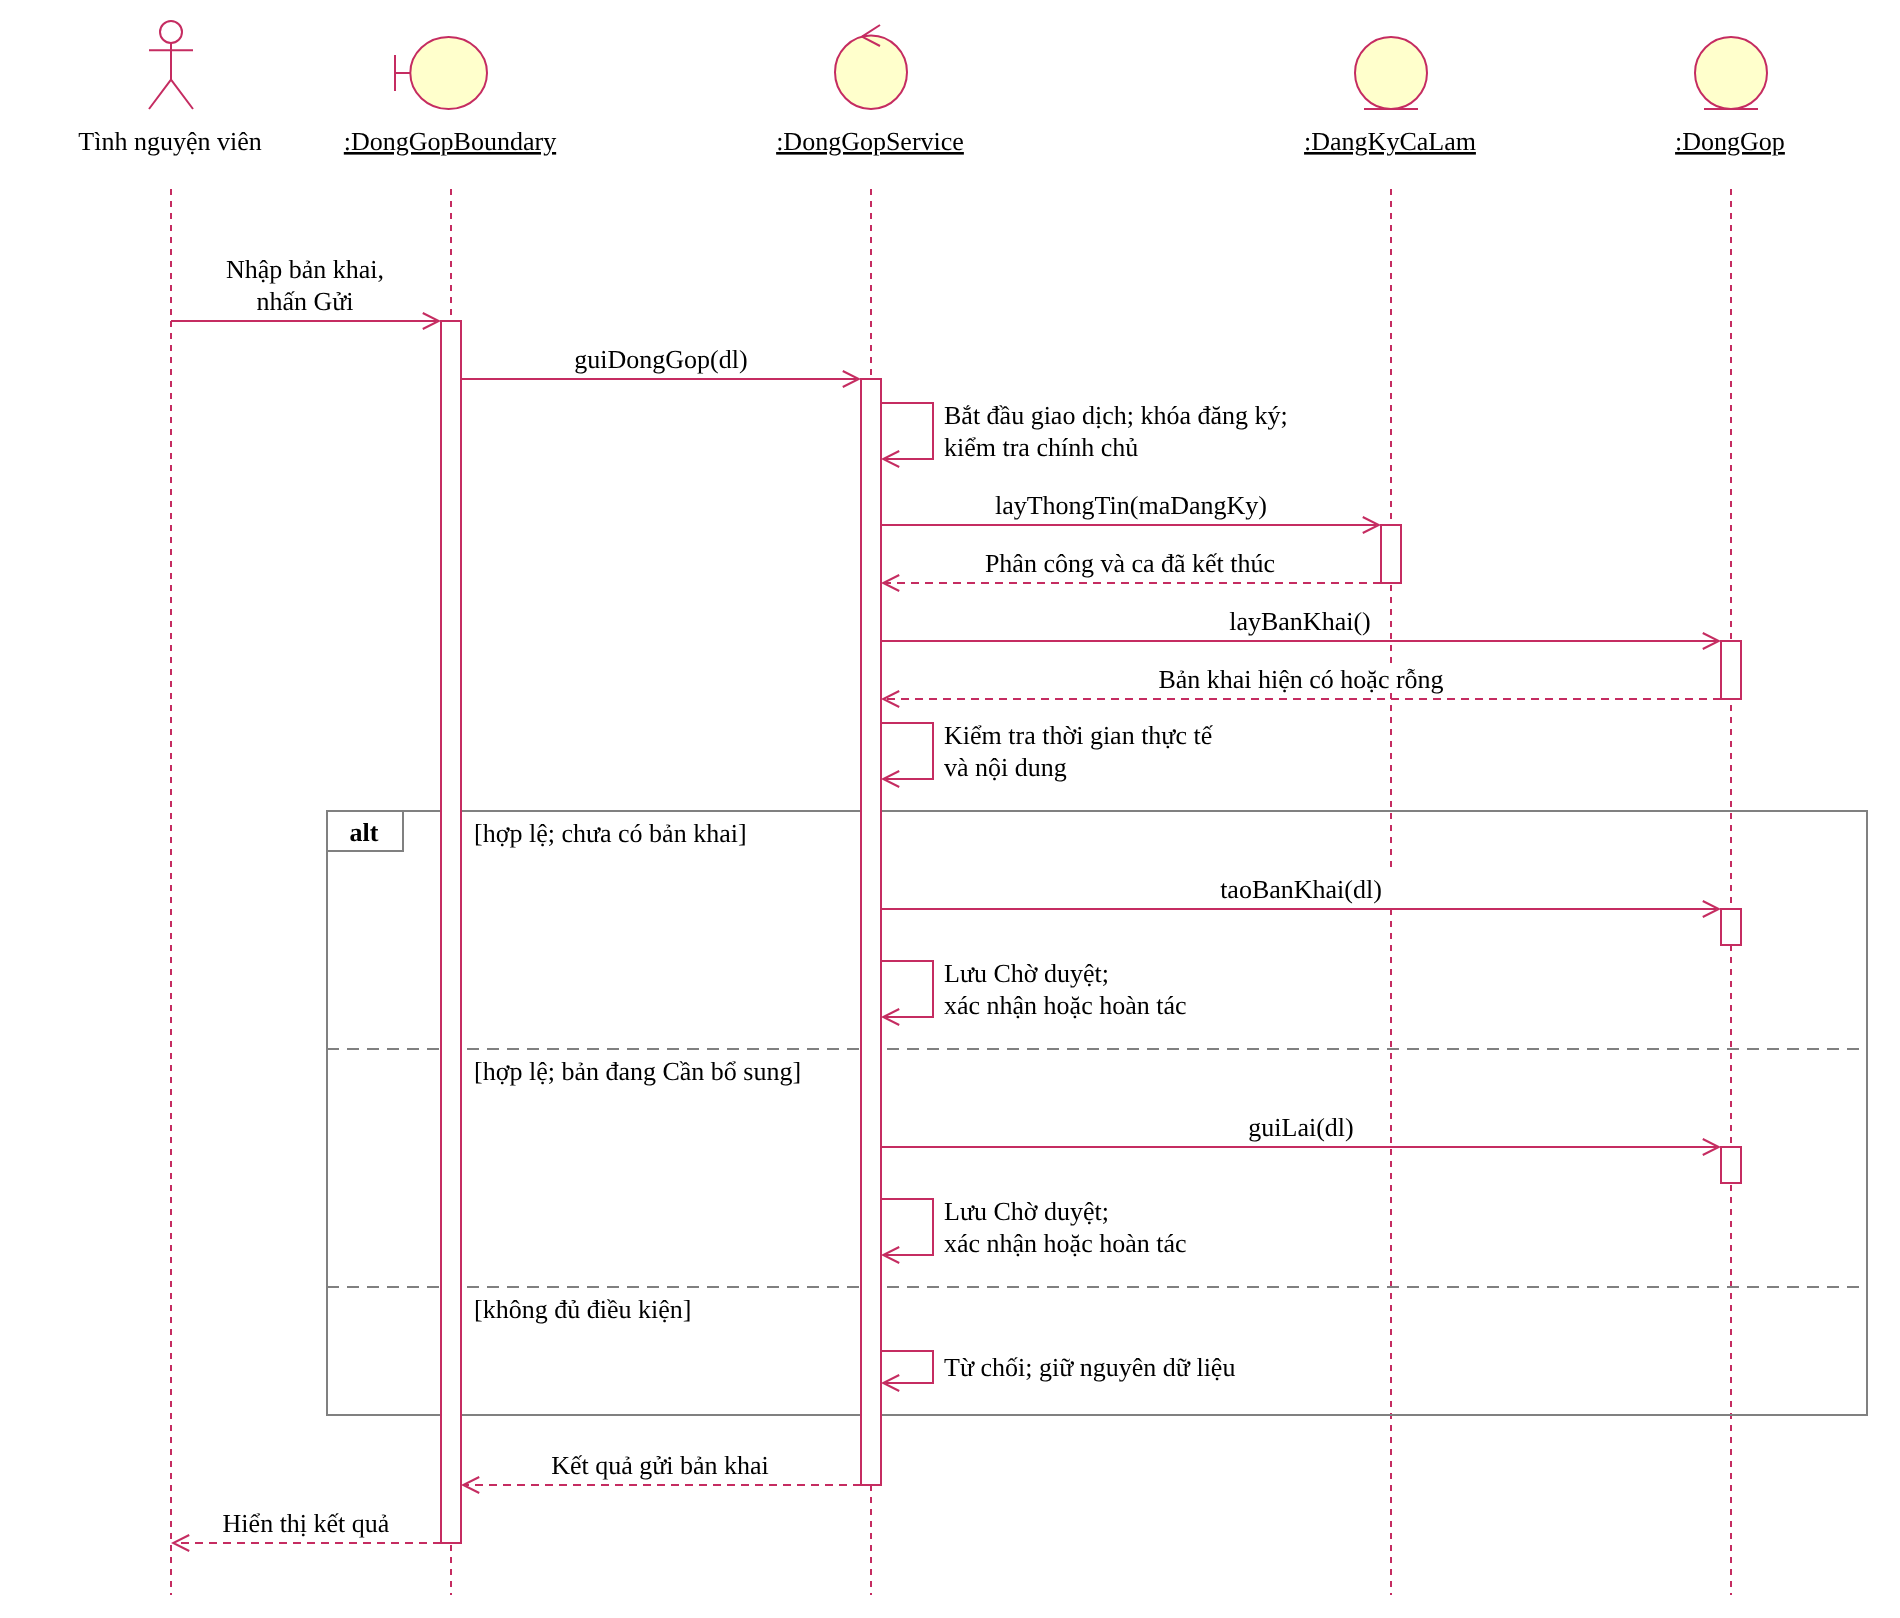 Tình nguyện viên
:DongGopBoundary
:DongGopService
:DangKyCaLam
:DongGop
Nhập bản khai,
nhấn Gửi
guiDongGop(dl)
Bắt đầu giao dịch; khóa đăng ký;
kiểm tra chính chủ
layThongTin(maDangKy)
Phân công và ca đã kết thúc
layBanKhai()
Bản khai hiện có hoặc rỗng
Kiểm tra thời gian thực tế
và nội dung
alt
[hợp lệ; chưa có bản khai]
taoBanKhai(dl)
Lưu Chờ duyệt;
xác nhận hoặc hoàn tác
[hợp lệ; bản đang Cần bổ sung]
guiLai(dl)
Lưu Chờ duyệt;
xác nhận hoặc hoàn tác
[không đủ điều kiện]
Từ chối; giữ nguyên dữ liệu
Kết quả gửi bản khai
Hiển thị kết quả